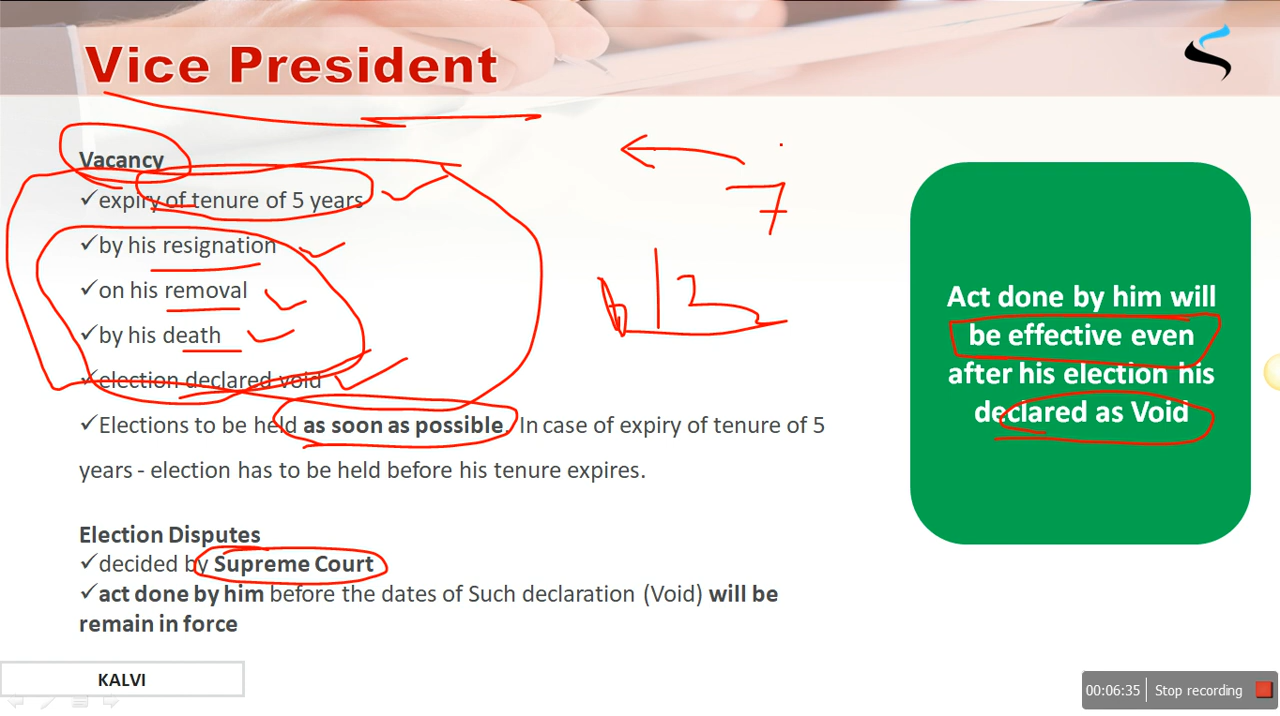 Vice President
Vacancy
✓expiry of tenure of 5 years
✓by his resignation
✓on his removal
✓by his death
✓election declared void
✓Elections to be held as soon as possible. In case of expiry of tenure of 5
years - election has to be held before his tenure expires.
Election Disputes
✓decided by Supreme Court
✓act done by him before the dates of Such declaration (Void) will be
remain in force
7
Act done by him will
be effective even
after his election his
declared as Void
KALVI
00:06:35 Stop recording